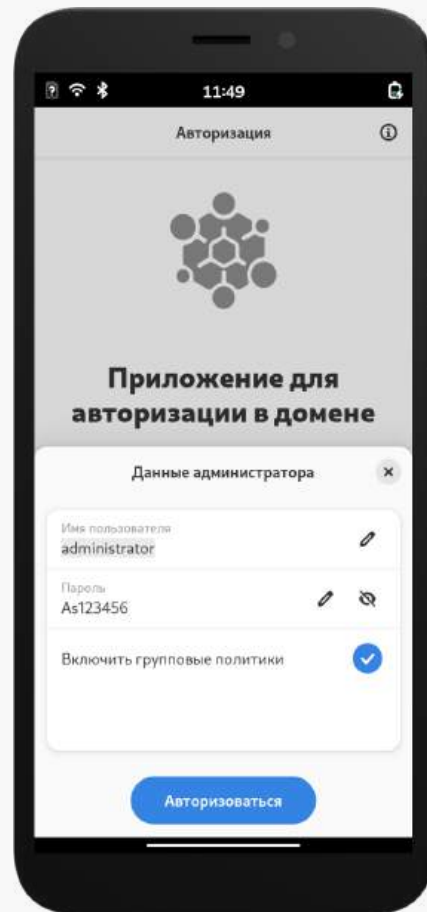 11:49
Авторизация
Приложение для
авторизации в домене
Данные администратора
Имя пользователя
administrator
Пароль
As123456
Включить групповые политики
Авторизоваться